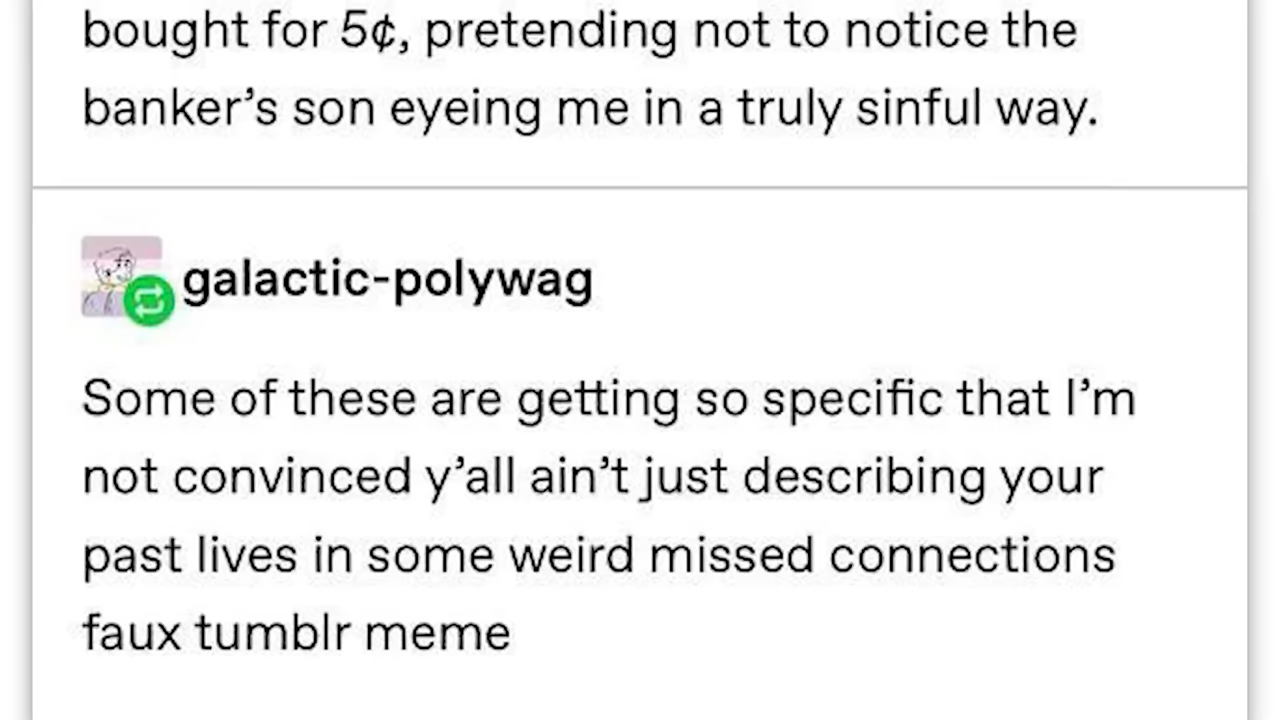 bought for 5¢, pretending not to notice the
banker’s son eyeing me in a truly sinful way.
galactic-polywag
Some of these are getting so specific that I’m
not convinced y’all ain’t just describing your
past lives in some weird missed connections
faux tumblr meme